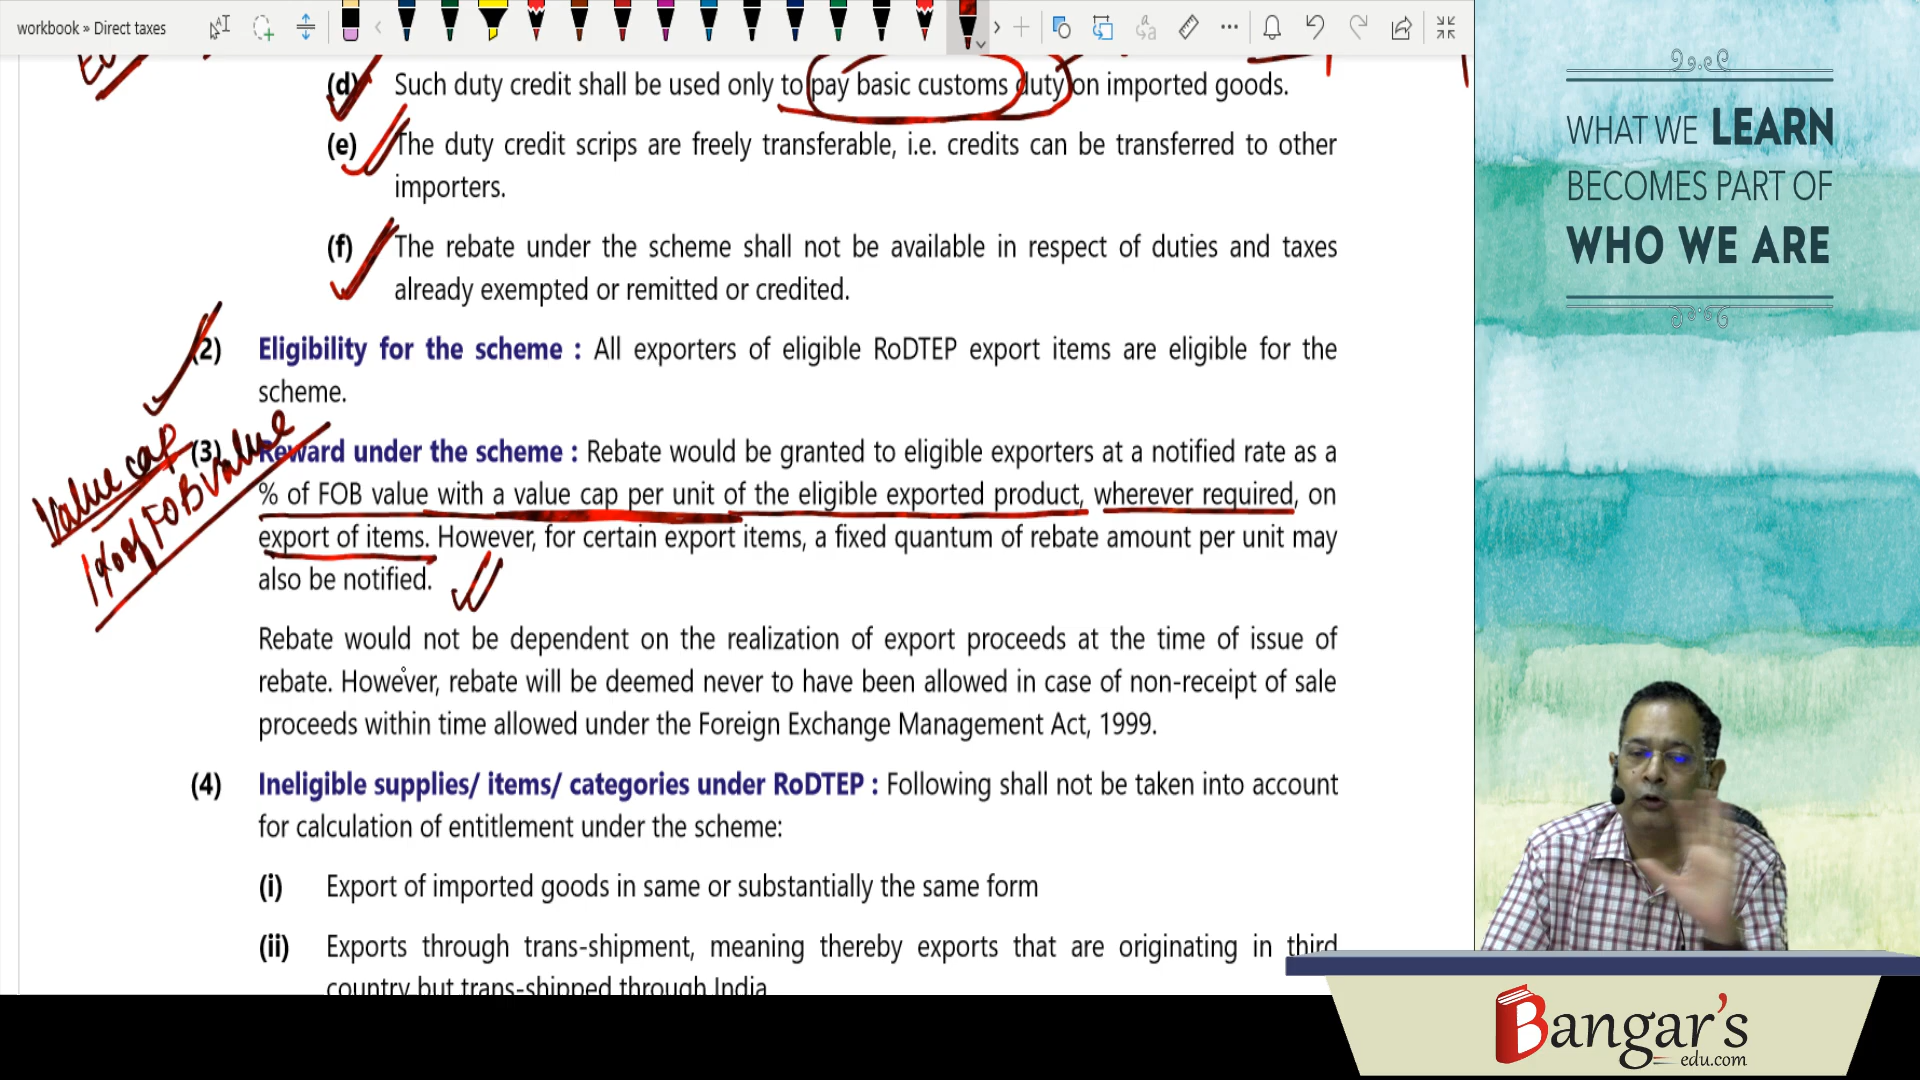 workbook » Direct taxes
(d) Such duty credit shall be used only to pay basic customs duty on imported goods.
(e) The duty credit scrips are freely transferable, i.e. credits can be transferred to other
importers.
(f) The rebate under the scheme shall not be available in respect of duties and taxes
already exempted or remitted or credited.
(2) Eligibility for the scheme : All exporters of eligible RoDTEP export items are eligible for the
scheme.
Value cap
1% of FOB value
(3) Reward under the scheme : Rebate would be granted to eligible exporters at a notified rate as a
% of FOB value with a value cap per unit of the eligible exported product, wherever required, on
export of items. However, for certain export items, a fixed quantum of rebate amount per unit may
also be notified.
Rebate would not be dependent on the realization of export proceeds at the time of issue of
rebate. However, rebate will be deemed never to have been allowed in case of non-receipt of sale
proceeds within time allowed under the Foreign Exchange Management Act, 1999.
(4) Ineligible supplies/ items/ categories under RoDTEP : Following shall not be taken into account
for calculation of entitlement under the scheme:
(i) Export of imported goods in same or substantially the same form
(ii) Exports through trans-shipment, meaning thereby exports that are originating in third
country but trans-shipped through India
WHAT WE LEARN
BECOMES PART OF
WHO WE ARE
Bangar's
edu.com